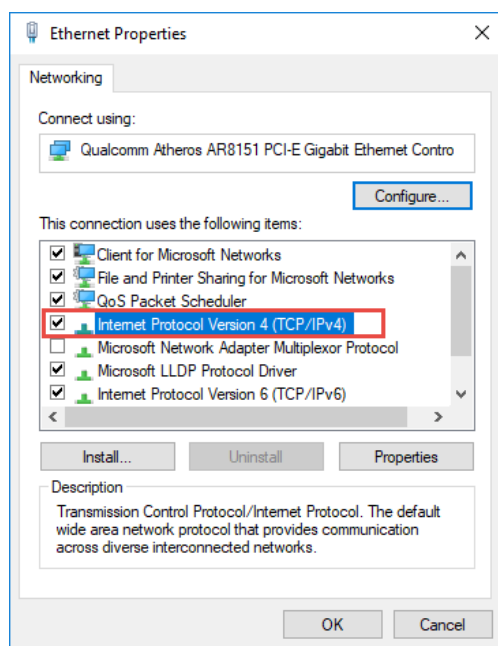 Ethernet Properties
Networking
Connect using:
Qualcomm Atheros AR8151 PCI-E Gigabit Ethernet Contro
Configure...
This connection uses the following items:
Client for Microsoft Networks
File and Printer Sharing for Microsoft Networks
QoS Packet Scheduler
Internet Protocol Version 4 (TCP/IPv4)
Microsoft Network Adapter Multiplexor Protocol
Microsoft LLDP Protocol Driver
Internet Protocol Version 6 (TCP/IPv6)
Install... Uninstall Properties
Description
Transmission Control Protocol/Internet Protocol. The default
wide area network protocol that provides communication
across diverse interconnected networks.
OK Cancel